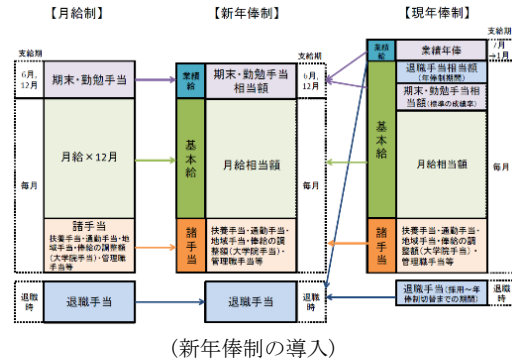 【月給制】
【新年俸制】
【現年俸制】
支給期
6月,
12月
期末・勤勉手当
業績
給
期末・勤勉手当
相当額
支給期
6月,
12月
業績
給
業績年俸
支給期
7月
→1月
退職手当相当額
(年俸制期間)
期末・勤勉手当相
当額(標準の成績率)
毎月
月給×12月
基
本
給
月給相当額
毎月
基
本
給
月給相当額
毎月
諸手当
扶養手当・通勤手当・地
域手当・俸給の調整額
(大学院手当)・管理職
手当等
諸
手
当
扶養手当・通勤手当・
地域手当・俸給の調
整額(大学院手当)・
管理職手当等
諸
手
当
扶養手当・通勤手当・
地域手当・俸給の調
整額(大学院手当)・
管理職手当等
退職
時
退職手当
退職手当
退職
時
退職手当(採用～年
俸制切替までの期間)
退職
時
(新年俸制の導入)